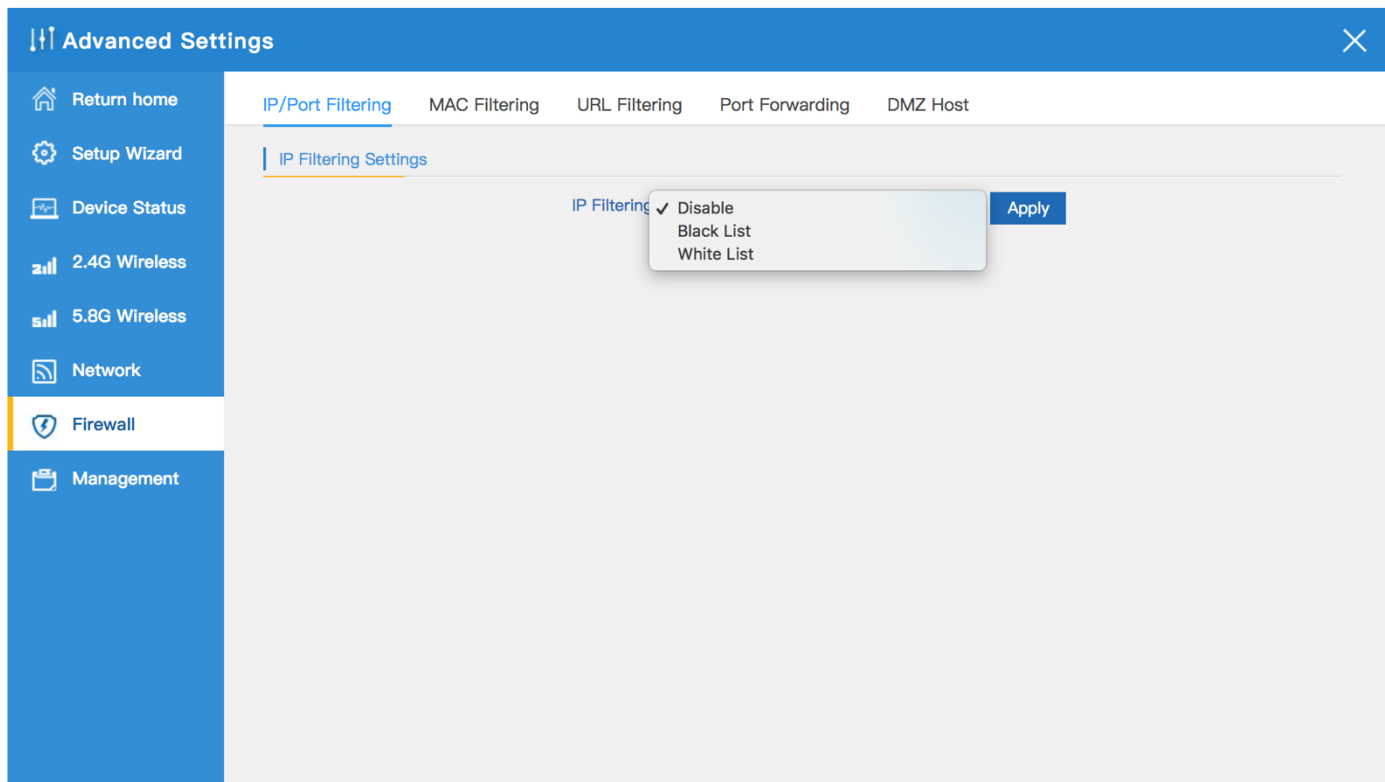 Advanced Settings
Return home
Setup Wizard
Device Status
2.4G Wireless
5.8G Wireless
Network
Firewall
Management
IP/Port Filtering MAC Filtering URL Filtering Port Forwarding DMZ Host
IP Filtering Settings
IP Filtering ✓ Disable Apply
Black List
White List